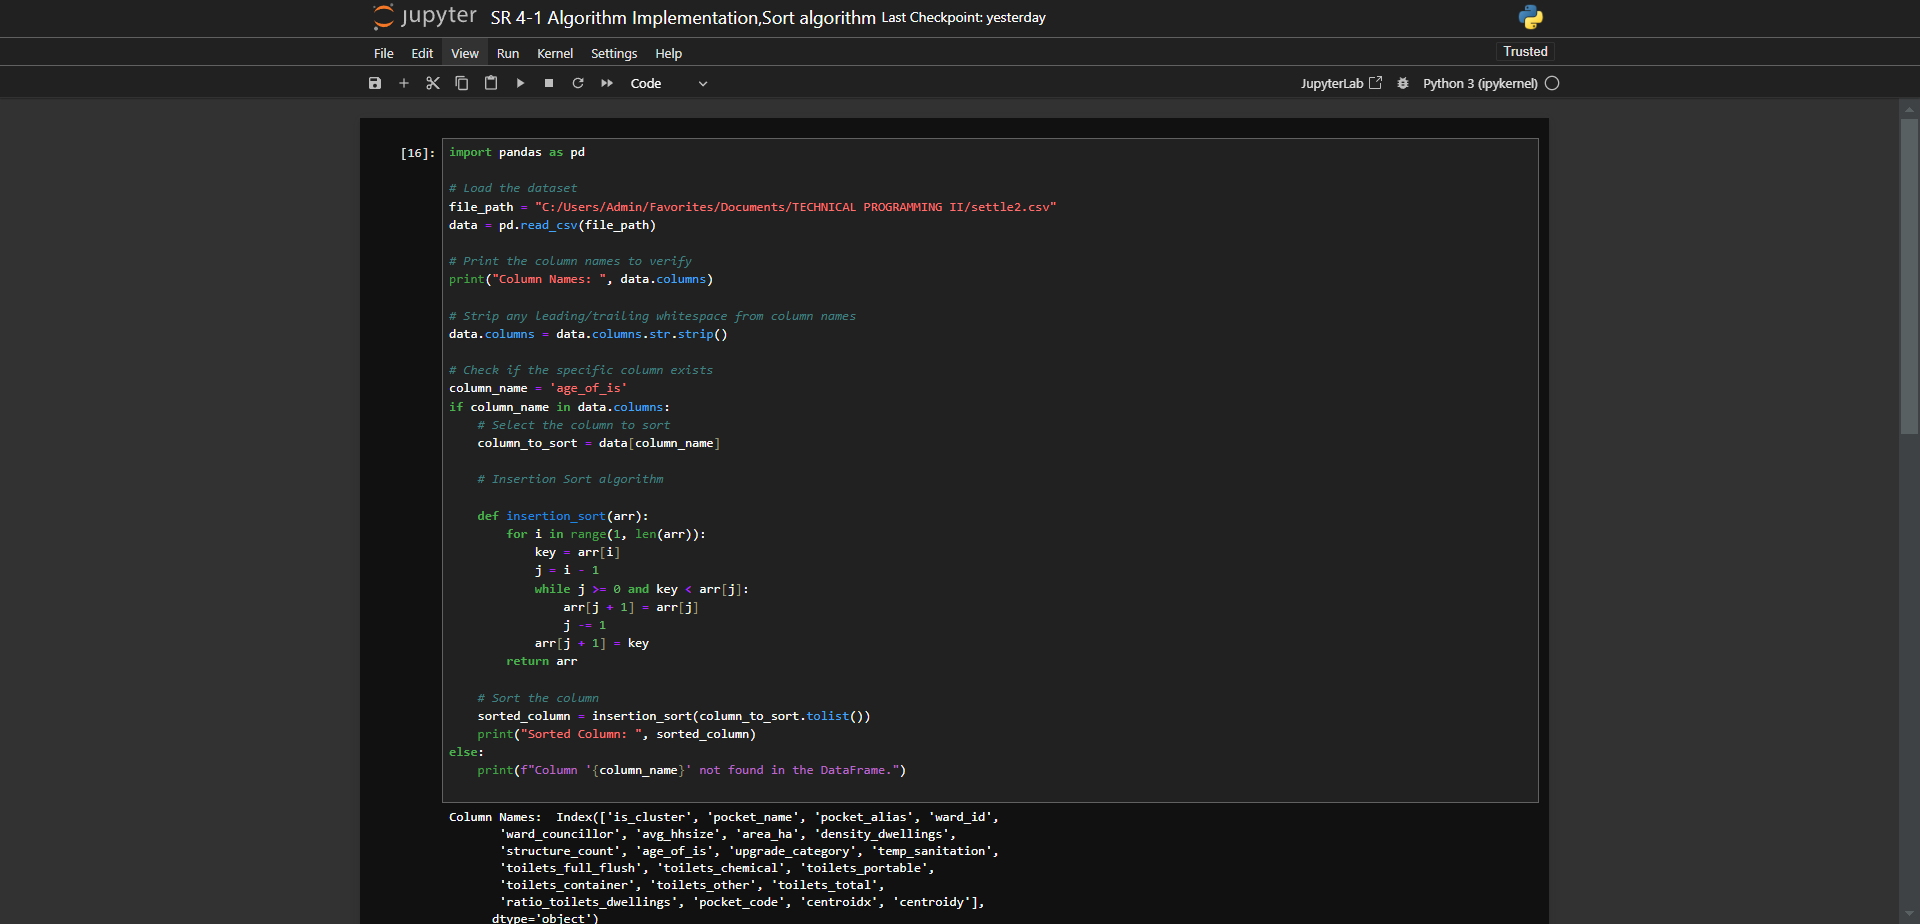 jupyter SR 4-1 Algorithm Implementation,Sort algorithm Last Checkpoint: yesterday
File Edit View Run Kernel Settings Help Trusted
Code JupyterLab Python 3 (ipykernel)
[16]: import pandas as pd
# Load the dataset
file_path = "C:/Users/Admin/Favorites/Documents/TECHNICAL PROGRAMMING II/settle2.csv"
data = pd.read_csv(file_path)
# Print the column names to verify
print("Column Names: ", data.columns)
# Strip any leading/trailing whitespace from column names
data.columns = data.columns.str.strip()
# Check if the specific column exists
column_name = 'age_of_is'
if column_name in data.columns:
    # Select the column to sort
    column_to_sort = data[column_name]
    # Insertion Sort algorithm
    def insertion_sort(arr):
        for i in range(1, len(arr)):
            key = arr[i]
            j = i - 1
            while j >= 0 and key < arr[j]:
                arr[j + 1] = arr[j]
                j -= 1
            arr[j + 1] = key
        return arr
    # Sort the column
    sorted_column = insertion_sort(column_to_sort.tolist())
    print("Sorted Column: ", sorted_column)
else:
    print(f"Column '{column_name}' not found in the DataFrame.")
Column Names:  Index(['is_cluster', 'pocket_name', 'pocket_alias', 'ward_id',
       'ward_councillor', 'avg_hhsize', 'area_ha', 'density_dwellings',
       'structure_count', 'age_of_is', 'upgrade_category', 'temp_sanitation',
       'toilets_full_flush', 'toilets_chemical', 'toilets_portable',
       'toilets_container', 'toilets_other', 'toilets_total',
       'ratio_toilets_dwellings', 'pocket_code', 'centroidx', 'centroidy'],
      dtype='object')